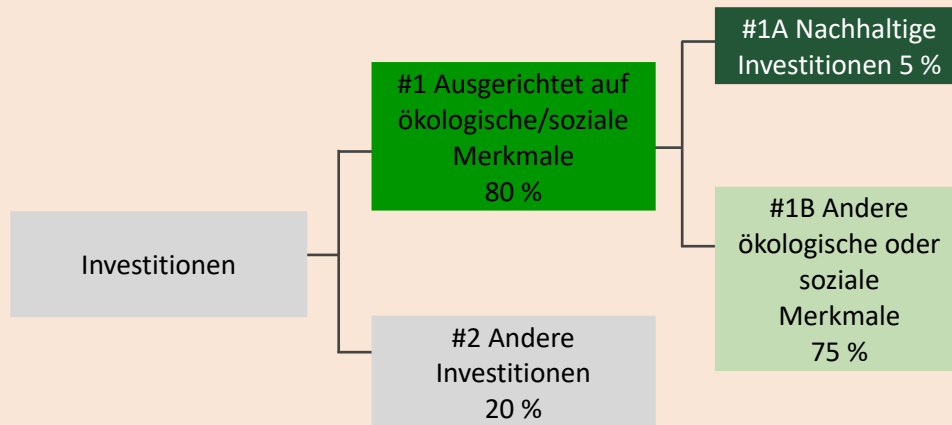 Investitionen
#1 Ausgerichtet auf
ökologische/soziale
Merkmale
80 %
#2 Andere
Investitionen
20 %
#1A Nachhaltige
Investitionen 5 %
#1B Andere
ökologische oder
soziale
Merkmale
75 %